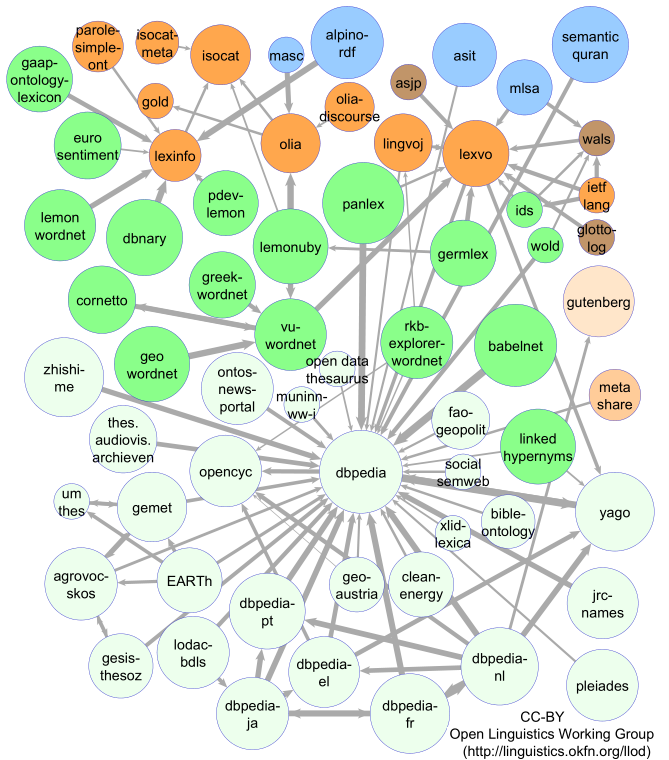 parole-
simple-
ont
isocat-
meta
isocat
masc
alpino-
rdf
asit
semantic
quran
gaap-
ontology-
lexicon
gold
olia-
discourse
asjp
mlsa
euro
sentiment
lexinfo
olia
lingvoj
lexvo
wals
lemon
wordnet
dbnary
pdev-
lemon
panlex
ids
ietf
lang
lemonuby
germlex
wold
glotto-
log
cornetto
greek-
wordnet
gutenberg
geo
wordnet
vu-
wordnet
rkb-
explorer-
wordnet
babelnet
zhishi-
me
ontos-
news-
portal
open data
thesaurus
muninn-
ww-i
meta
share
thes.
audiovis.
archieven
fao-
geopolit
linked
hypernyms
opencyc
dbpedia
social
semweb
um
thes
gemet
xlid-
lexica
bible-
ontology
yago
agrovoc-
skos
EARTh
geo-
austria
clean-
energy
jrc-
names
dbpedia-
pt
gesis-
thesoz
lodac-
bdls
dbpedia-
el
dbpedia-
nl
pleiades
dbpedia-
ja
dbpedia-
fr
CC-BY
Open Linguistics Working Group
(http://linguistics.okfn.org/llod)